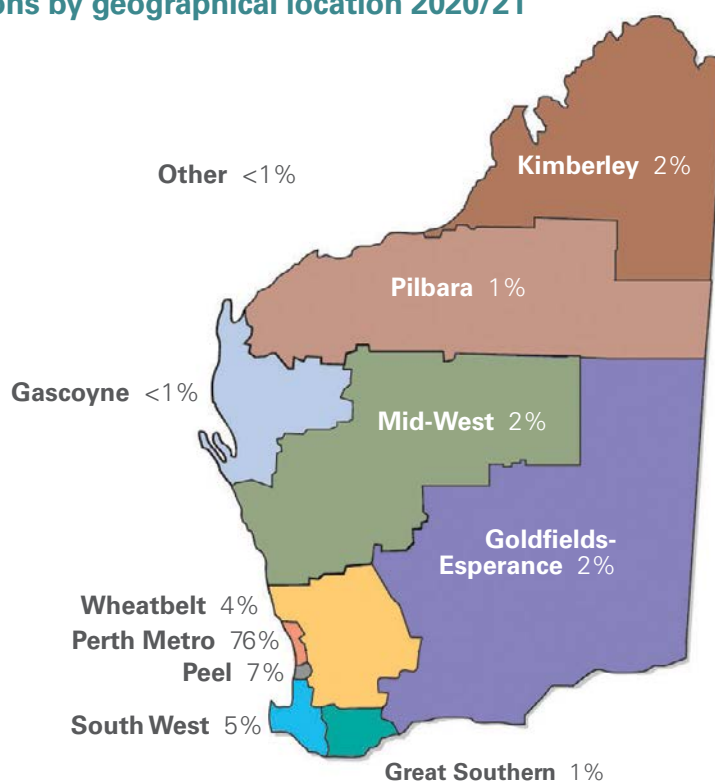 ons by geographical location 2020/21
Other <1%
Kimberley 2%
Pilbara 1%
Gascoyne <1%
Mid-West 2%
Goldfields-
Esperance 2%
Wheatbelt 4%
Perth Metro 76%
Peel 7%
South West 5%
Great Southern 1%